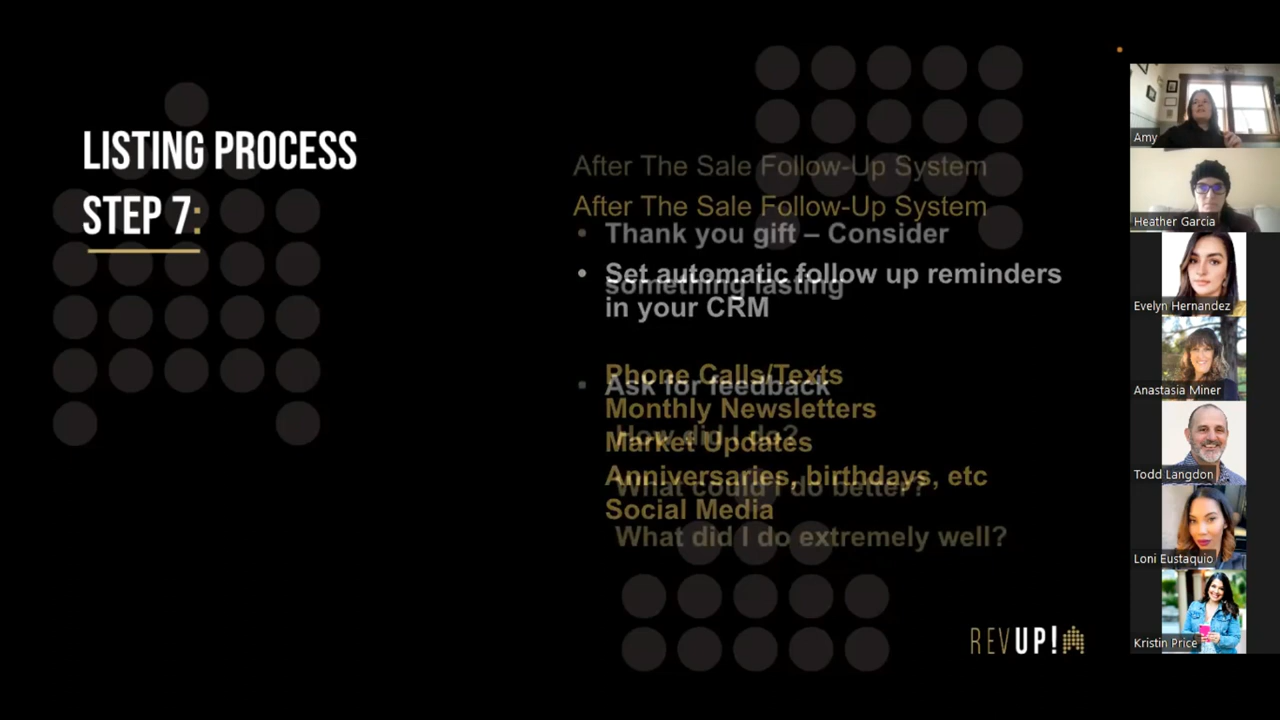 LISTING PROCESS
STEP 7:
After The Sale Follow-Up System
After The Sale Follow-Up System
• Thank you gift – Consider
something lasting
• Set automatic follow up reminders
in your CRM
• Ask for feedback
Phone Calls/Texts
Monthly Newsletters
How did I do?
Market Updates
Anniversaries, birthdays, etc
What could I do better?
Social Media
What did I do extremely well?
REVUP!
Amy
Heather Garcia
Evelyn Hernandez
Anastasia Miner
Todd Langdon
Loni Eustaquio
Kristin Price